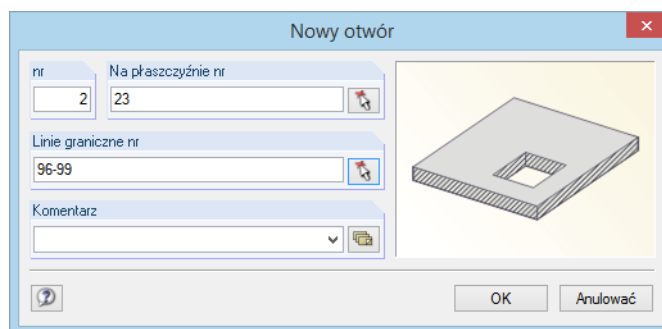 Nowy otwór
nr
Na płaszczyźnie nr
2
23
Linie graniczne nr
96-99
Komentarz
OK
Anulować